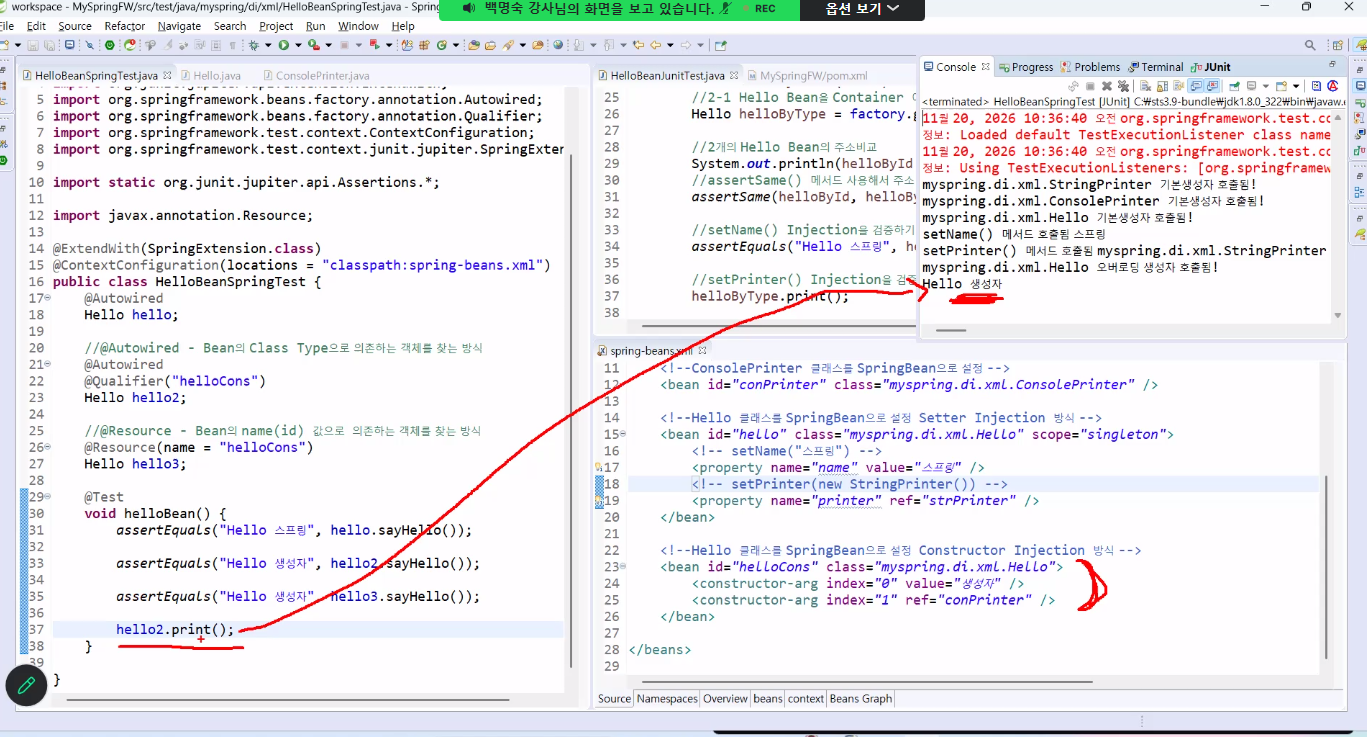 workspace - MySpringFW/src/test/java/myspring/di/xml/HelloBeanSpringTest.java - Sprin
백명숙 강사님의 화면을 보고 있습니다.
REC
옵션 보기
File Edit Source Refactor Navigate Search Project Run Window Help
HelloBeanSpringTest.java Hello.java ConsolePrinter.java
5 import org.springframework.beans.factory.annotation.Autowired;
6 import org.springframework.beans.factory.annotation.Qualifier;
7 import org.springframework.test.context.ContextConfiguration;
8 import org.springframework.test.context.junit.jupiter.SpringExten
9
10 import static org.junit.jupiter.api.Assertions.*;
11
12 import javax.annotation.Resource;
13
14 @ExtendWith(SpringExtension.class)
15 @ContextConfiguration(locations = "classpath:spring-beans.xml")
16 public class HelloBeanSpringTest {
17 @Autowired
18 Hello hello;
19
20 //@Autowired - Bean의 Class Type으로 의존하는 객체를 찾는 방식
21 @Autowired
22 @Qualifier("helloCons")
23 Hello hello2;
24
25 //@Resource - Bean의 name(id) 값으로 의존하는 객체를 찾는 방식
26 @Resource(name = "helloCons")
27 Hello hello3;
28
29 @Test
30 void helloBean() {
31 assertEquals("Hello 스프링", hello.sayHello());
32
33 assertEquals("Hello 생성자", hello2.sayHello());
34
35 assertEquals("Hello 생성자", hello3.sayHello());
36
37 hello2.print();
38 }
39
}
HelloBeanJunitTest.java MySpringFW/pom.xml
25 //2-1 Hello Bean을 Container
26 Hello helloByType = factory.g
27
28 //2개의 Hello Bean의 주소비교
29 System.out.println(helloById
30 //assertSame() 메서드 사용해서 주소
31 assertSame(helloById, helloBy
32
33 //setName() Injection을 검증하기
34 assertEquals("Hello 스프링", he
35
36 //setPrinter() Injection을 검증
37 helloByType.print();
38
Console Progress Problems Terminal JUnit
<terminated> HelloBeanSpringTest [JUnit] C:\sts3.9-bundle\jdk1.8.0_322\bin\javaw.e
11월 20, 2026 10:36:40 오전 org.springframework.test.co
정보: Loaded default TestExecutionListener class name
11월 20, 2026 10:36:40 오전 org.springframework.test.co
정보: Using TestExecutionListeners: [org.springframew
myspring.di.xml.StringPrinter 기본생성자 호출됨!
myspring.di.xml.ConsolePrinter 기본생성자 호출됨!
myspring.di.xml.Hello 기본생성자 호출됨!
setName() 메서드 호출됨 스프링
setPrinter() 메서드 호출됨 myspring.di.xml.StringPrinter
myspring.di.xml.Hello 오버로딩 생성자 호출됨!
Hello 생성자
spring-beans.xml
11 <!--ConsolePrinter 클래스를 SpringBean으로 설정 -->
12 <bean id="conPrinter" class="myspring.di.xml.ConsolePrinter" />
13
14 <!--Hello 클래스를 SpringBean으로 설정 Setter Injection 방식 -->
15 <bean id="hello" class="myspring.di.xml.Hello" scope="singleton">
16 <!-- setName("스프링") -->
17 <property name="name" value="스프링" />
18 <!-- setPrinter(new StringPrinter()) -->
19 <property name="printer" ref="strPrinter" />
20 </bean>
21
22 <!--Hello 클래스를 SpringBean으로 설정 Constructor Injection 방식 -->
23 <bean id="helloCons" class="myspring.di.xml.Hello">
24 <constructor-arg index="0" value="생성자" />
25 <constructor-arg index="1" ref="conPrinter" />
26 </bean>
27
28 </beans>
29
Source Namespaces Overview beans context Beans Graph